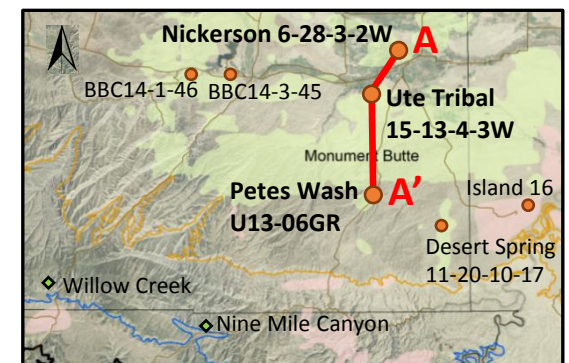 Nickerson 6-28-3-2W
A
BBC14-1-46
BBC14-3-45
Ute Tribal
15-13-4-3W
Monument Butte
Petes Wash
U13-06GR
A'
Island 16
Desert Spring
11-20-10-17
Willow Creek
Nine Mile Canyon